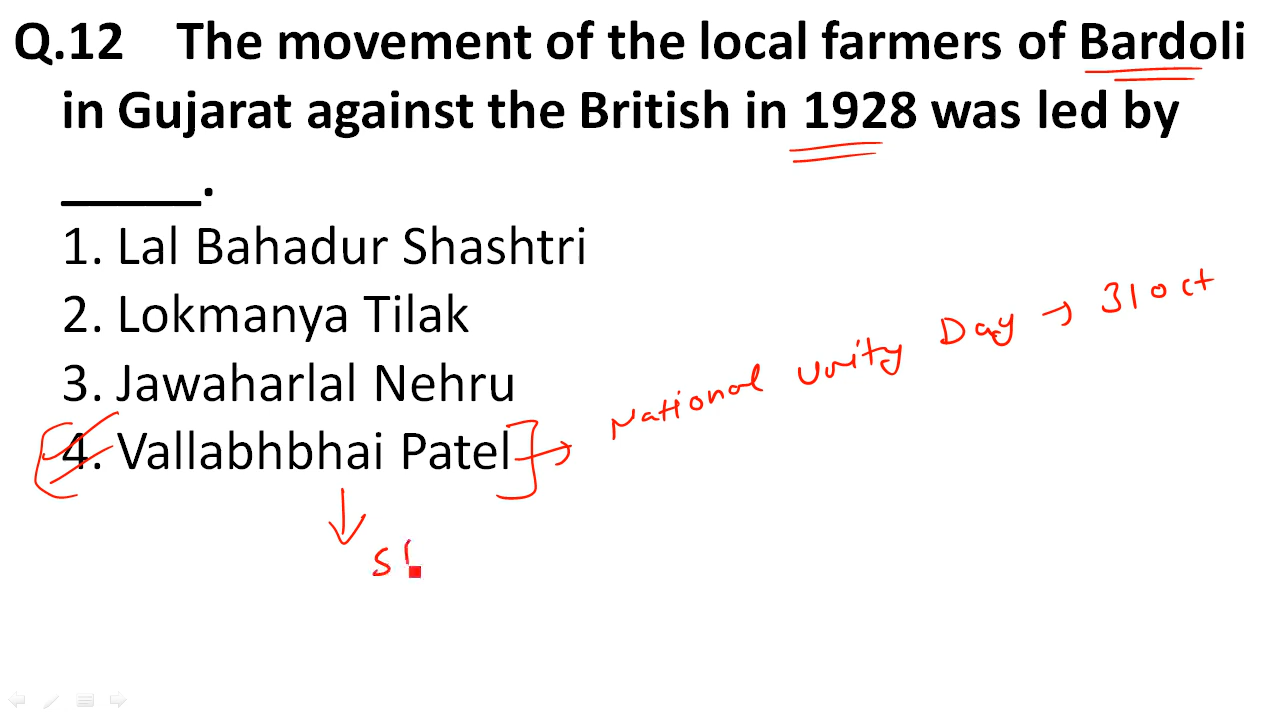 Q.12 The movement of the local farmers of Bardoli
in Gujarat against the British in 1928 was led by
_____.
1. Lal Bahadur Shashtri
2. Lokmanya Tilak
3. Jawaharlal Nehru
4. Vallabhbhai Patel
National Unity Day → 31 oct